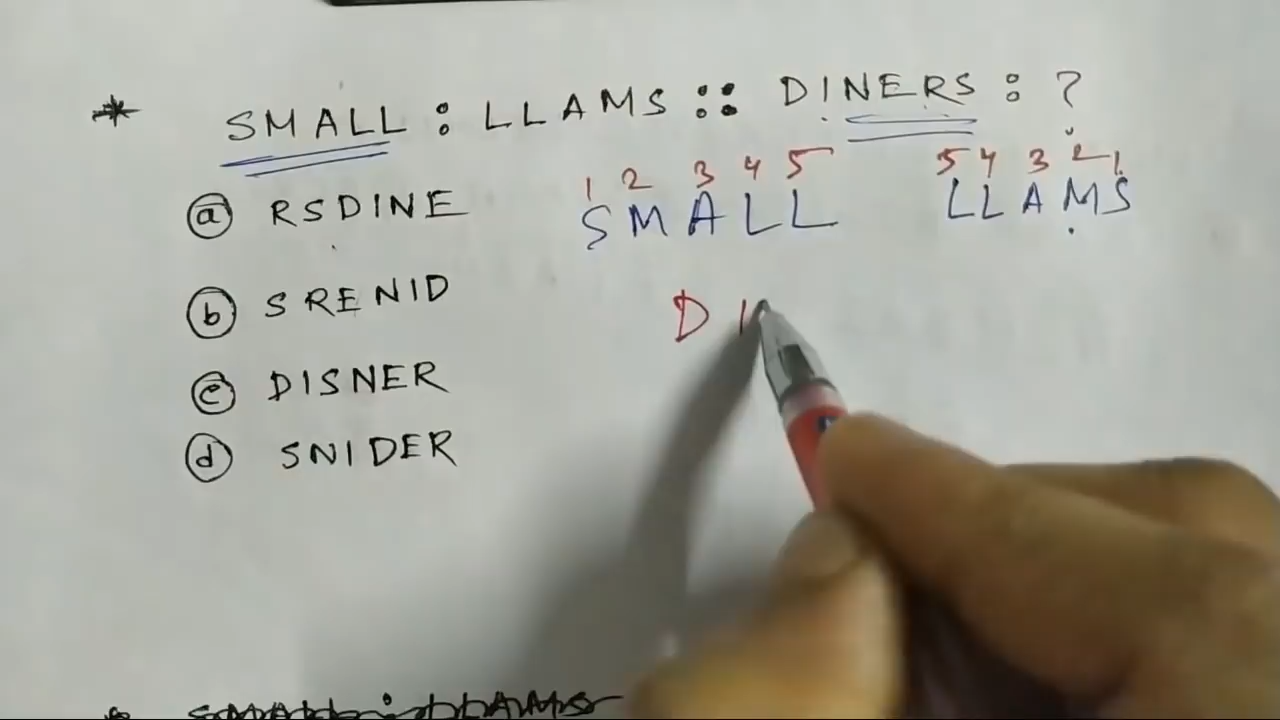 * SMALL : LLAMS :: DINERS : ?
1 2 3 4 5 5 4 3 2 1
S M A L L L L A M S
(a) RSDINE
(b) SRENID
D I
(c) DISNER
(d) SNIDER
SMALL : LLAMS